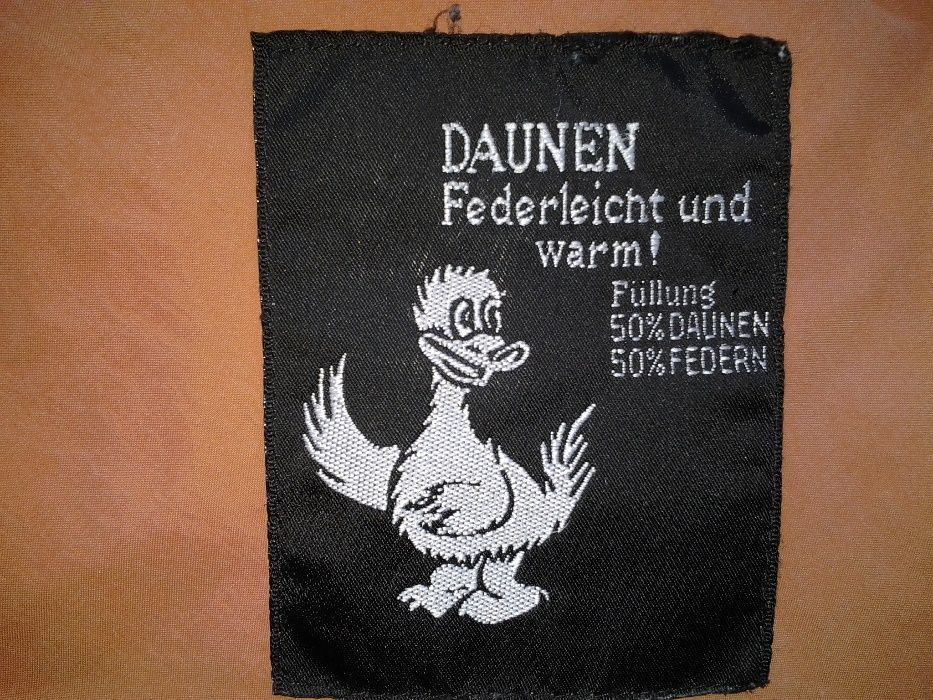 DAUNEN
Federleicht und
warm!
Füllung
50% DAUNEN
50% FEDERN